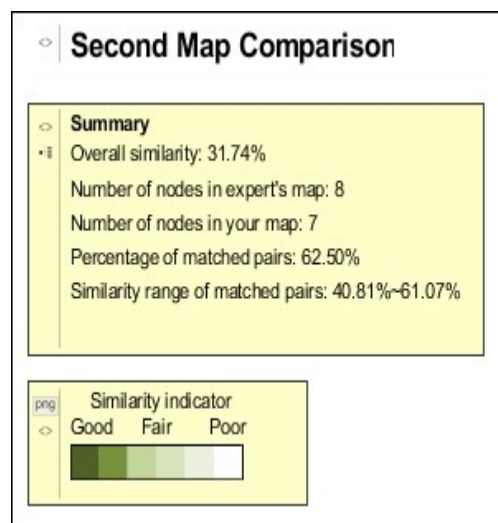 Second Map Comparison
Summary
Overall similarity: 31.74%
Number of nodes in expert's map: 8
Number of nodes in your map: 7
Percentage of matched pairs: 62.50%
Similarity range of matched pairs: 40.81%~61.07%
png
Similarity indicator
Good Fair Poor